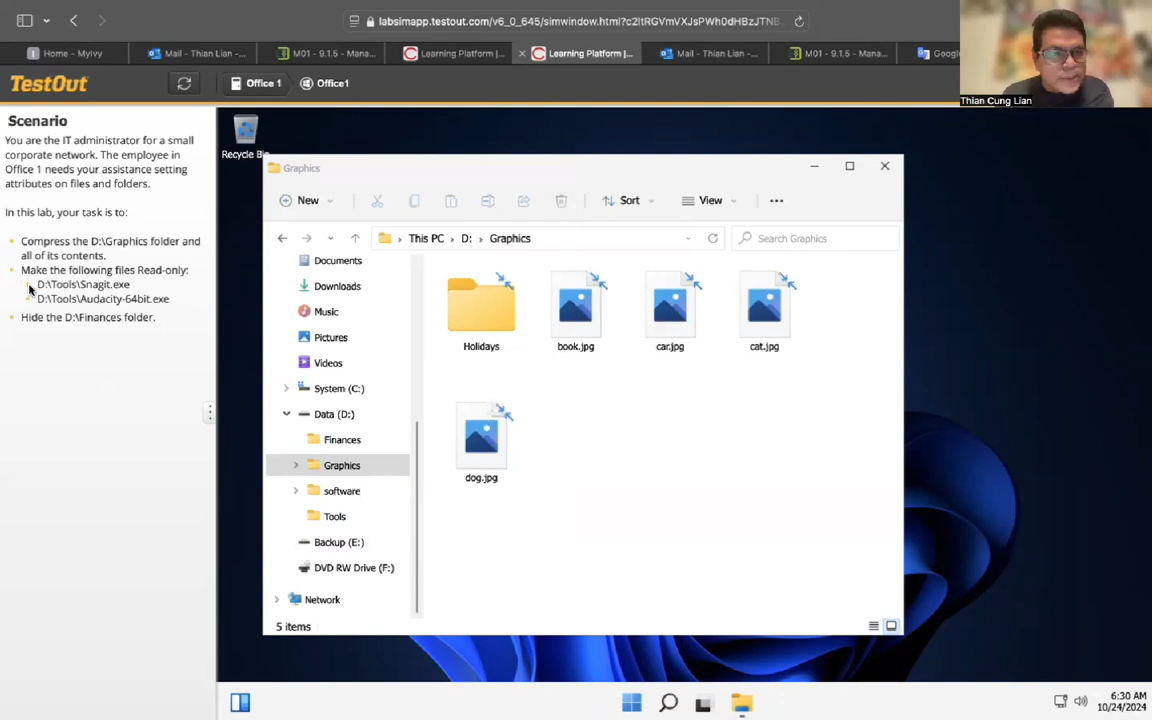 labsimapp.testout.com/v6_0_645/simwindow.html?c2ltRGVmVXJsPWh0dHBzJTNB
Home - MyIvy
Mail - Thian Lian -...
M01 - 9.1.5 - Mana...
Learning Platform |...
Learning Platform |...
Mail - Thian Lian -...
M01 - 9.1.5 - Mana...
Google
Thian Cung Lian
TestOut
Office 1
Office1
Scenario
You are the IT administrator for a small
corporate network. The employee in
Office 1 needs your assistance setting
attributes on files and folders.
In this lab, your task is to:
Compress the D:\Graphics folder and
all of its contents.
Make the following files Read-only:
D:\Tools\Snagit.exe
D:\Tools\Audacity-64bit.exe
Hide the D:\Finances folder.
Recycle Bin
Graphics
New
Sort
View
This PC > D: > Graphics
Search Graphics
Documents
Downloads
Music
Pictures
Videos
System (C:)
Data (D:)
Finances
Graphics
software
Tools
Backup (E:)
DVD RW Drive (F:)
Network
Holidays
book.jpg
car.jpg
cat.jpg
dog.jpg
5 items
6:30 AM
10/24/2024